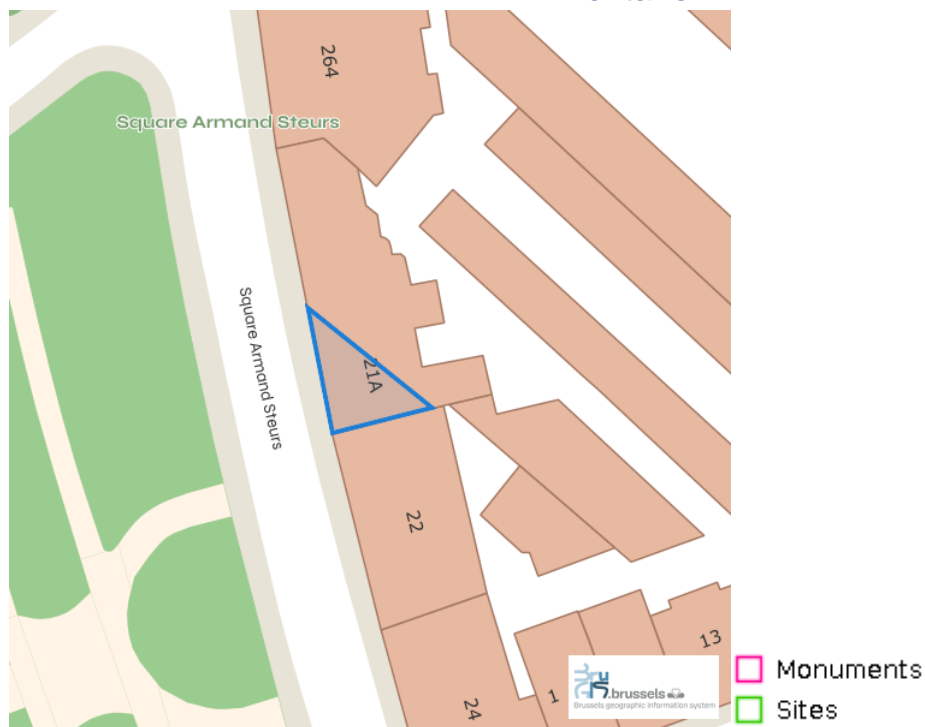 264
Square Armand Steurs
Square Armand Steurs
21A
22
24
1
13
.brussels
Brussels geographic information system
Monuments
Sites